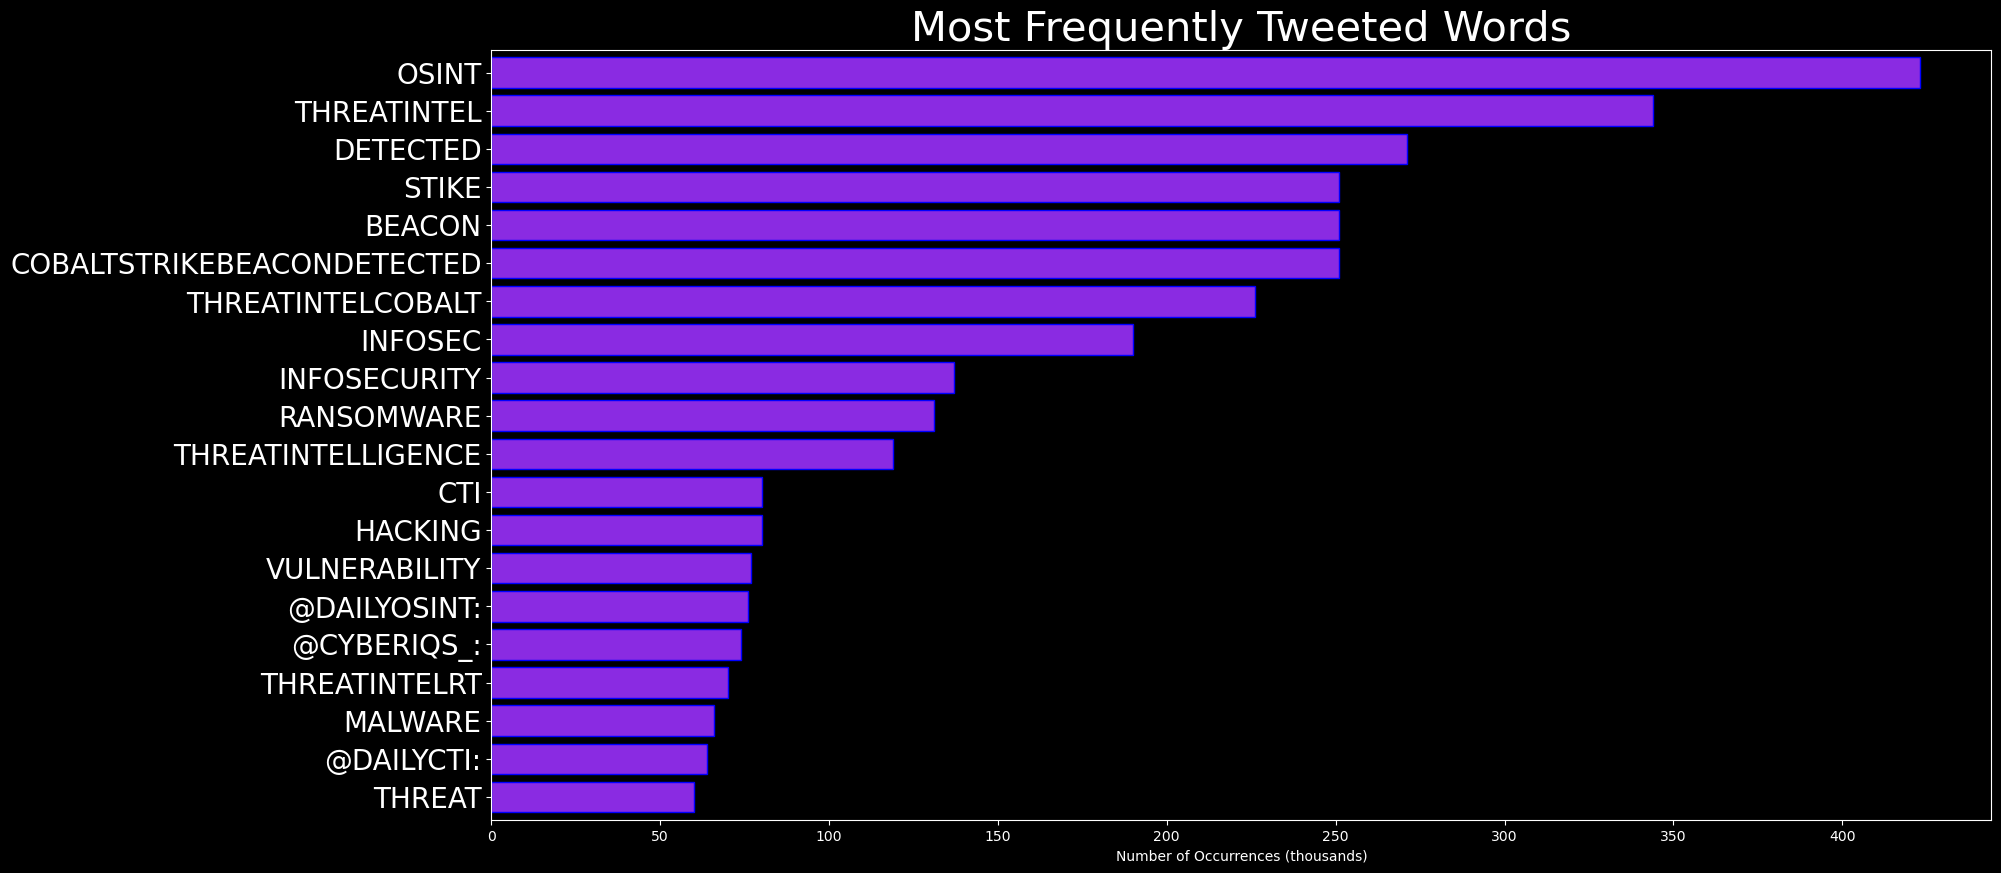 Most Frequently Tweeted Words
OSINT
THREATINTEL
DETECTED
STIKE
BEACON
COBALTSTRIKEBEACONDETECTED
THREATINTELCOBALT
INFOSEC
INFOSECURITY
RANSOMWARE
THREATINTELLIGENCE
CTI
HACKING
VULNERABILITY
@DAILYOSINT:
@CYBERIQS_:
THREATINTELRT
MALWARE
@DAILYCTI:
THREAT
0 50 100 150 200 250 300 350 400
Number of Occurrences (thousands)